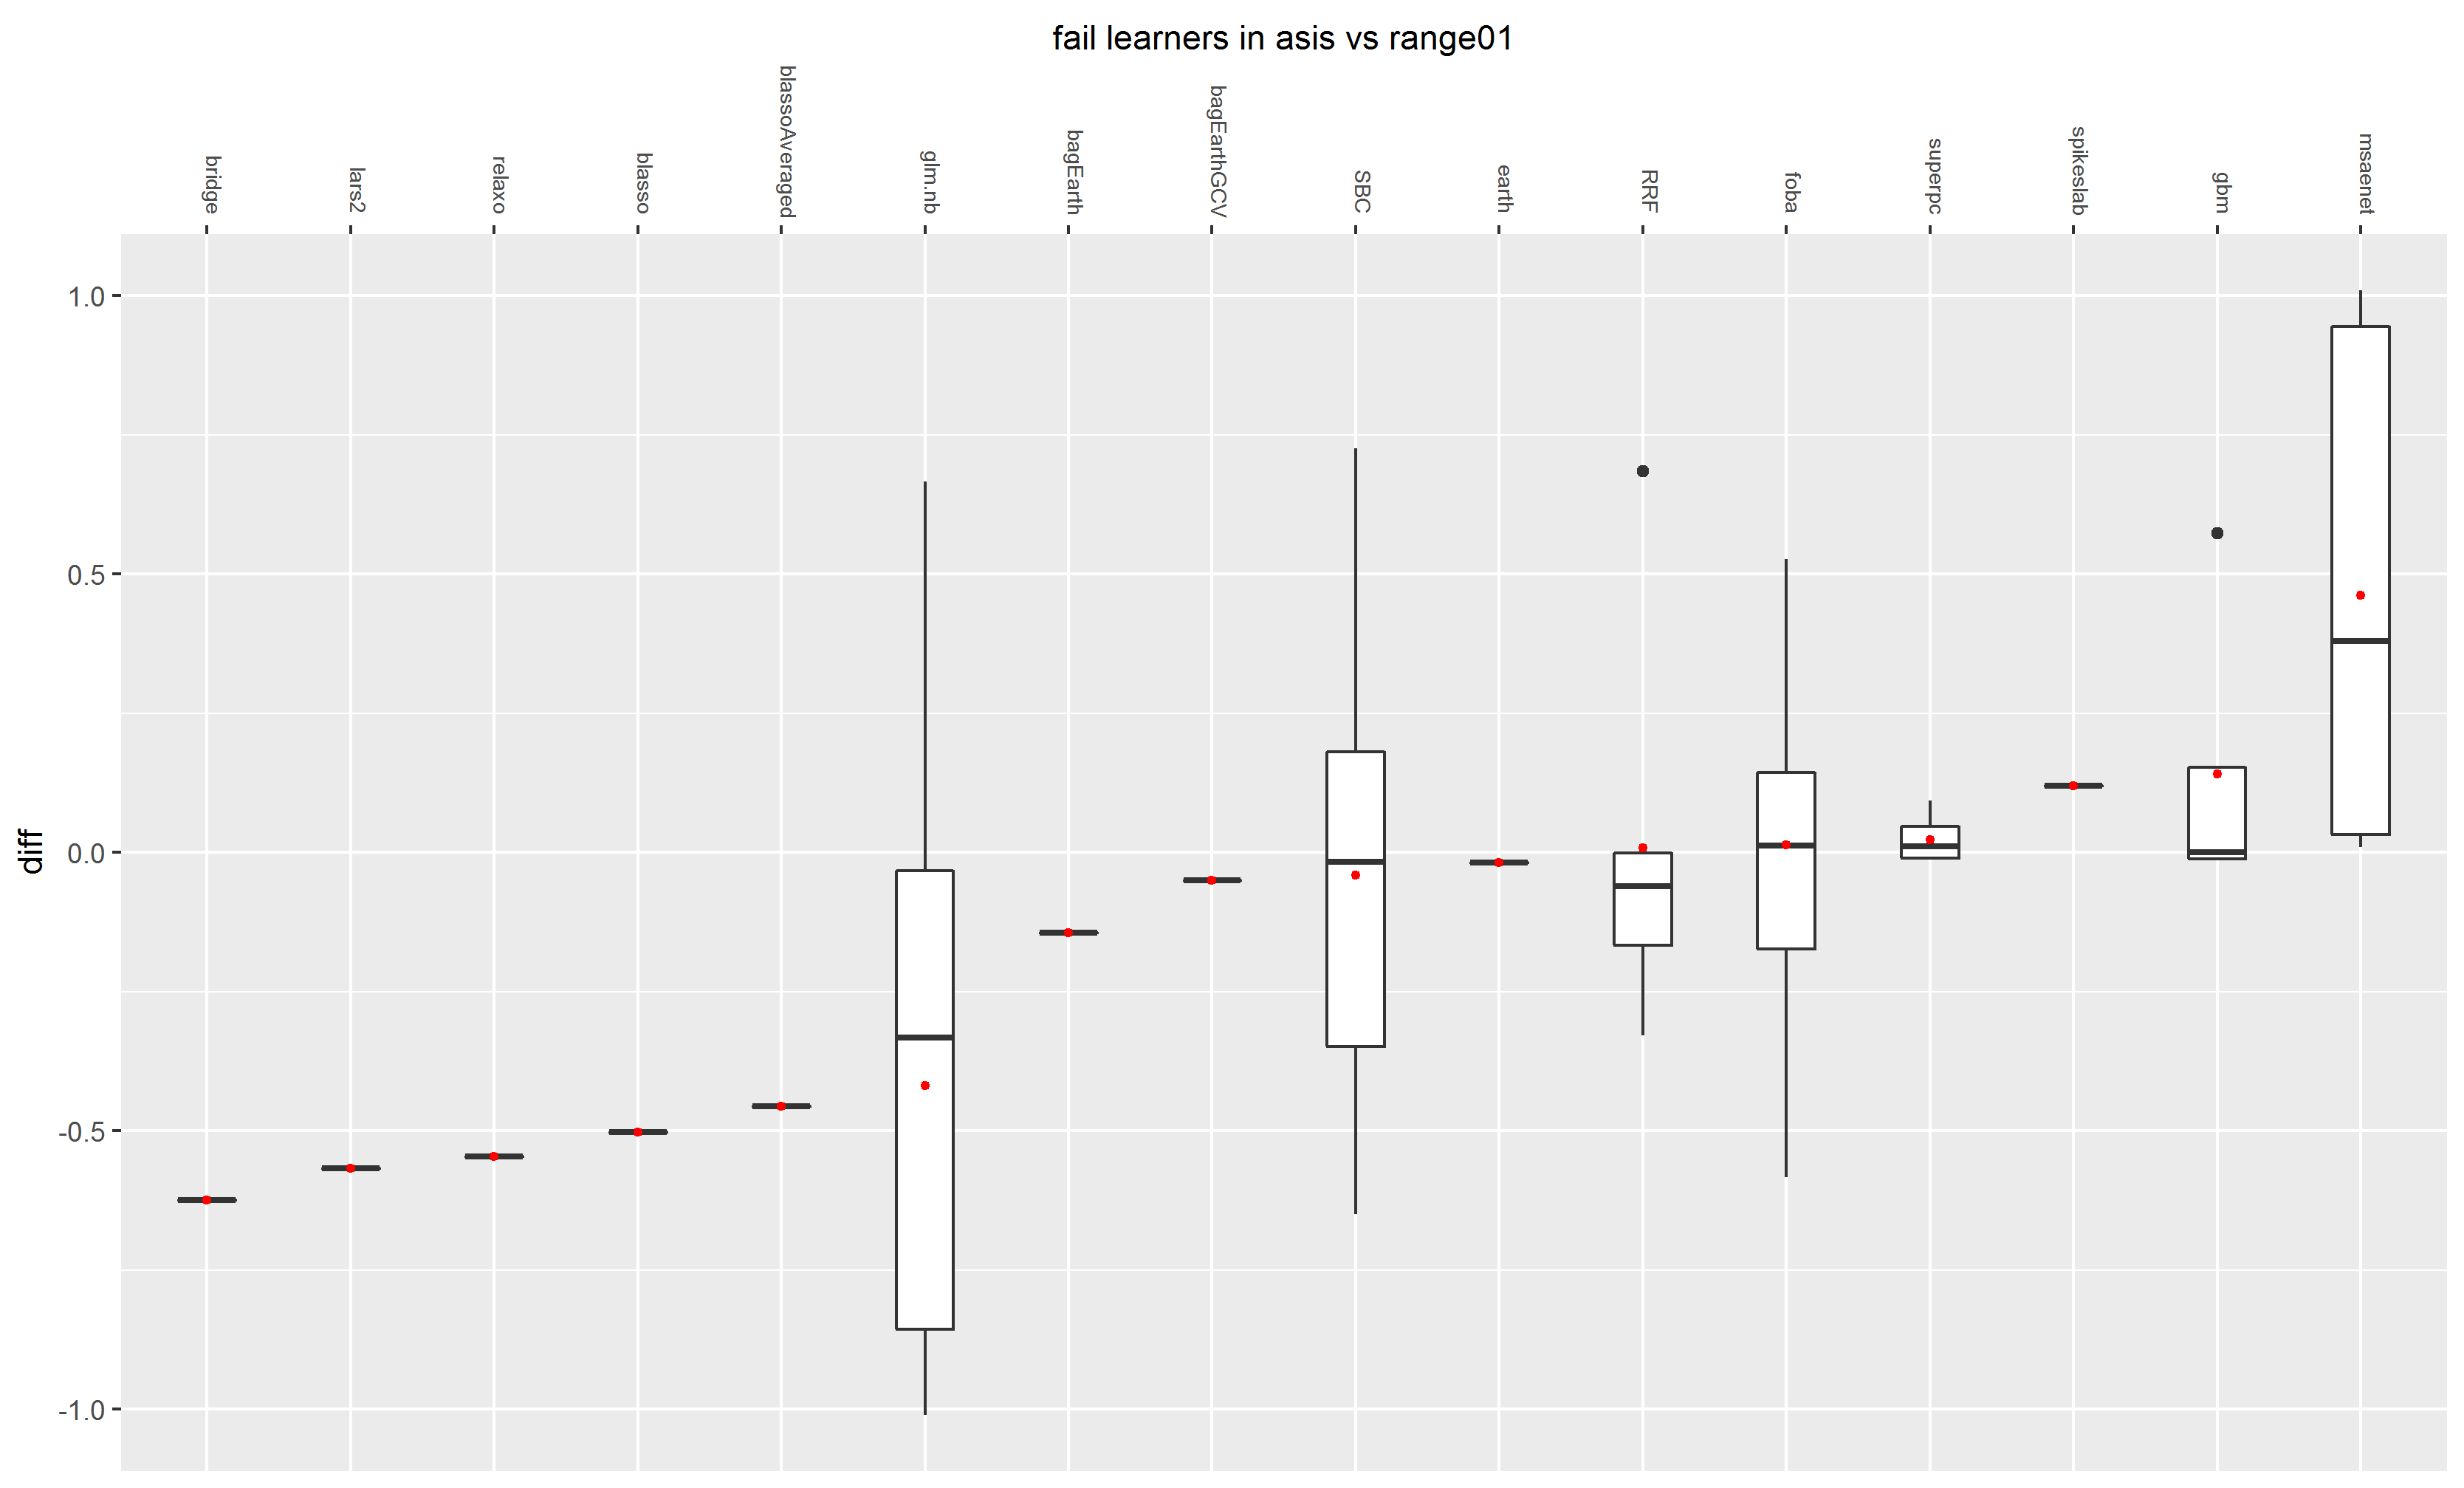 fail learners in asis vs range01
bridge
lars2
relaxo
blasso
blassoAveraged
glm.nb
bagEarth
bagEarthGCV
SBC
earth
RRF
foba
superpc
spikeslab
gbm
msaenet
1.0
0.5
0.0
-0.5
-1.0
diff